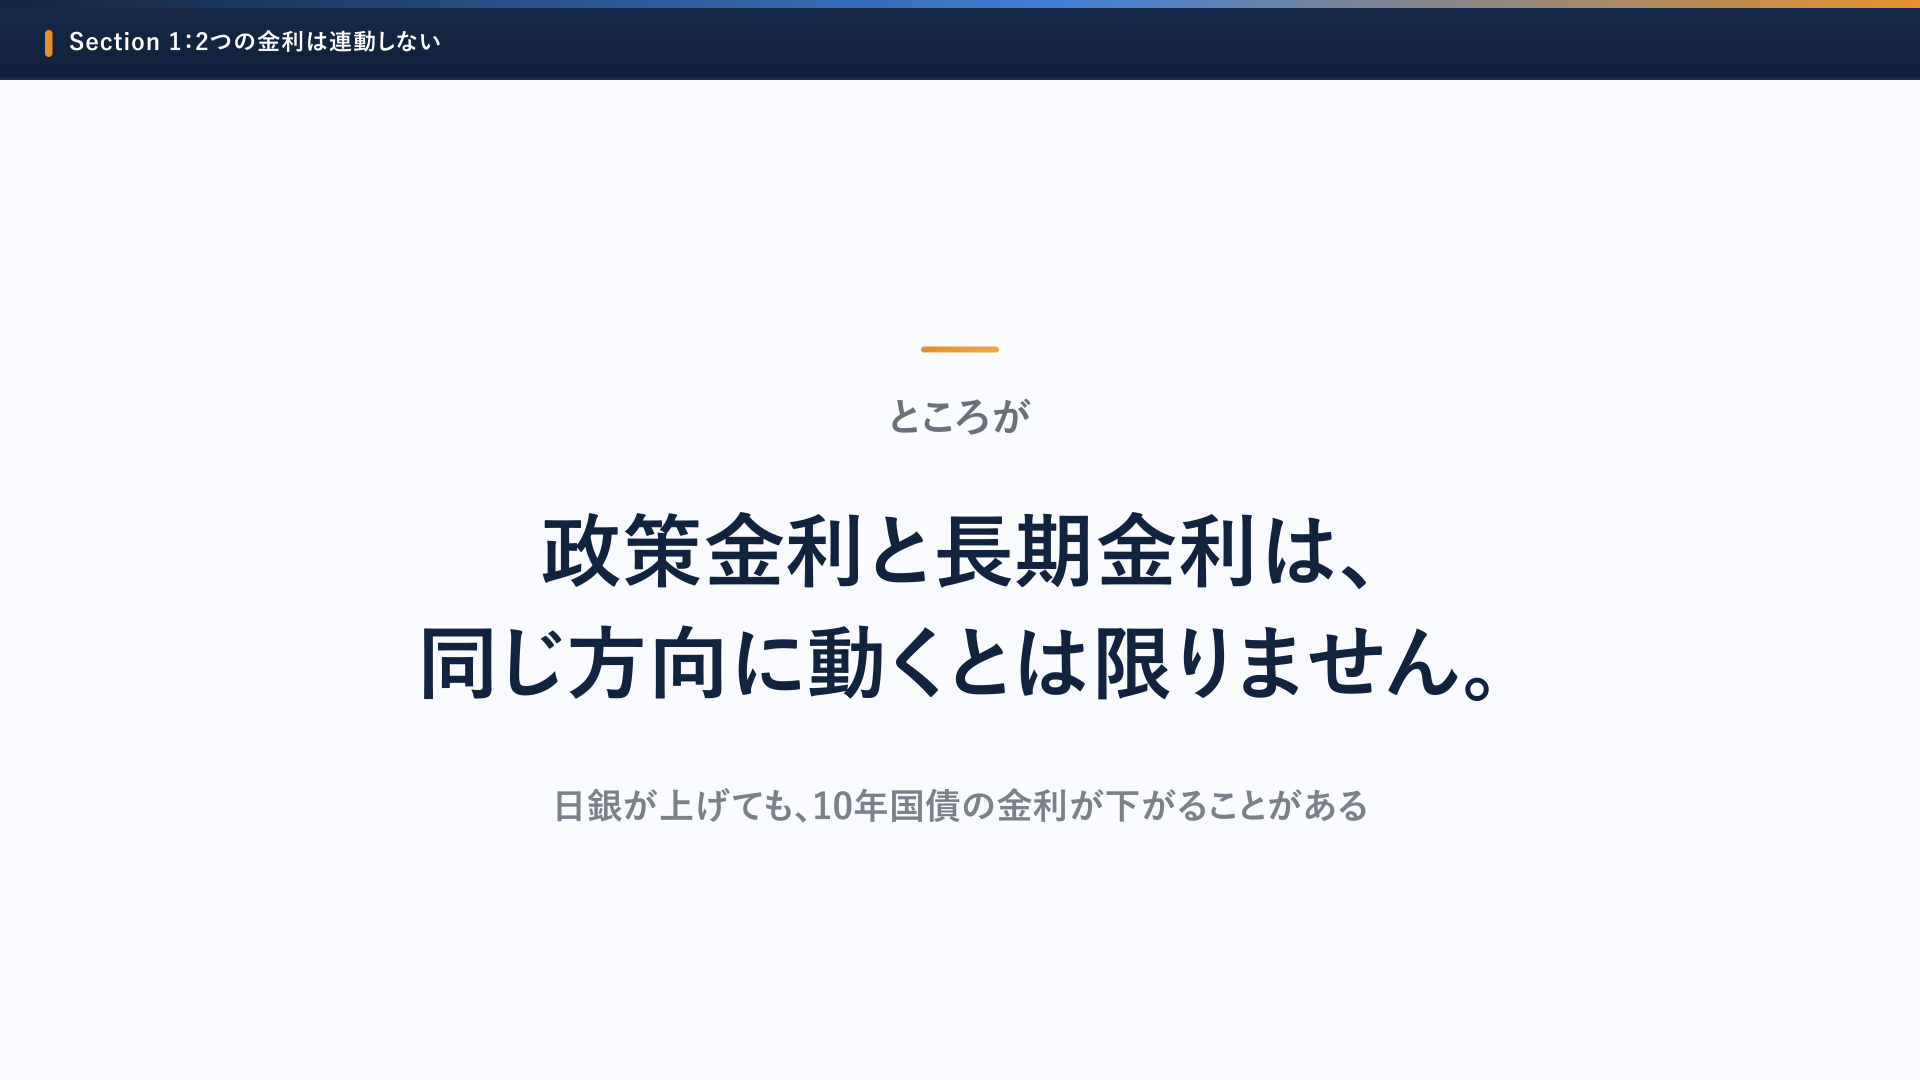 Section 1：2つの金利は連動しない
ところが
政策金利と長期金利は、
同じ方向に動くとは限りません。
日銀が上げても、10年国債の金利が下がることがある